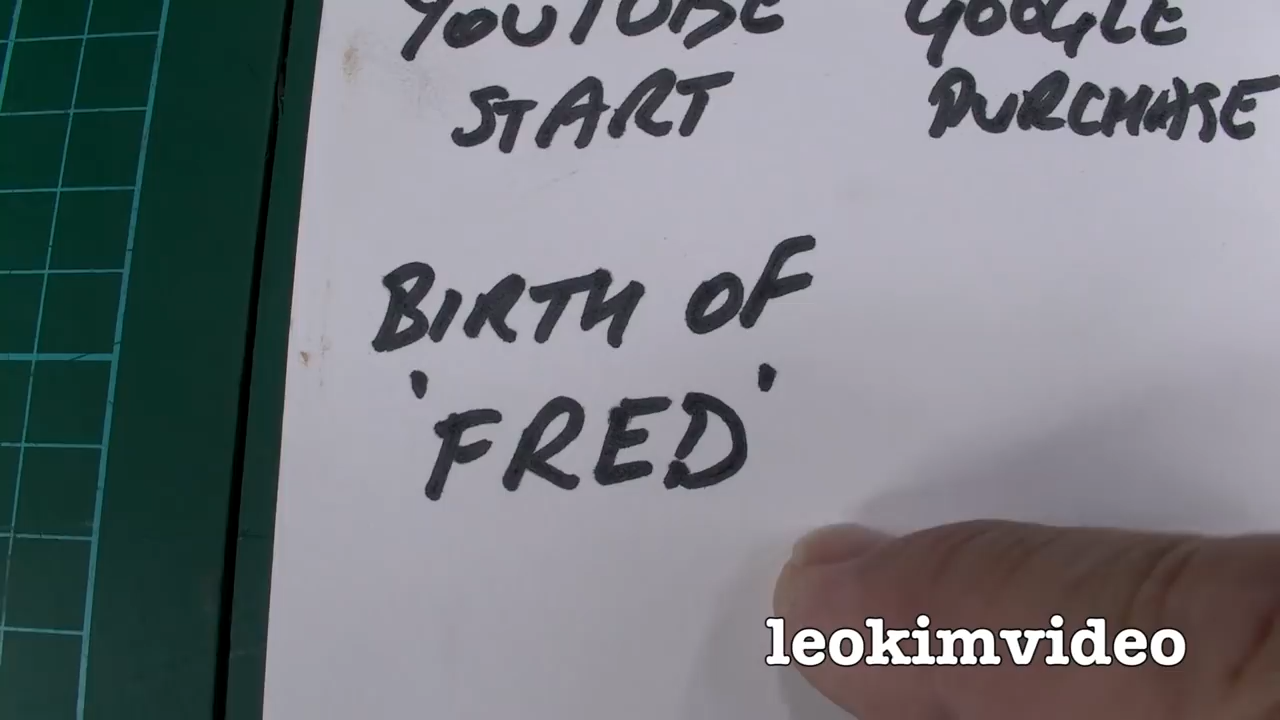 YOUTUBE GOOGLE
START PURCHASE
BIRTH OF
'FRED'
leokimvideo